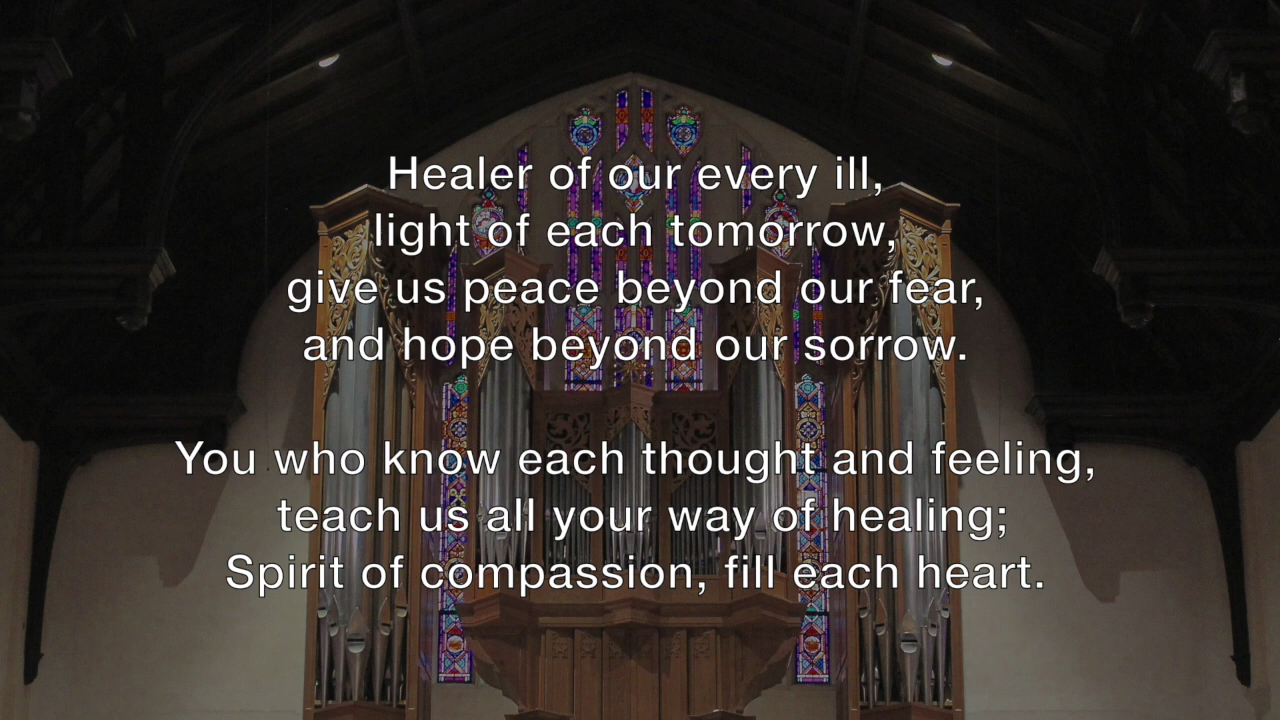 Healer of our every ill,
light of each tomorrow,
give us peace beyond our fear,
and hope beyond our sorrow.
You who know each thought and feeling,
teach us all your way of healing;
Spirit of compassion, fill each heart.